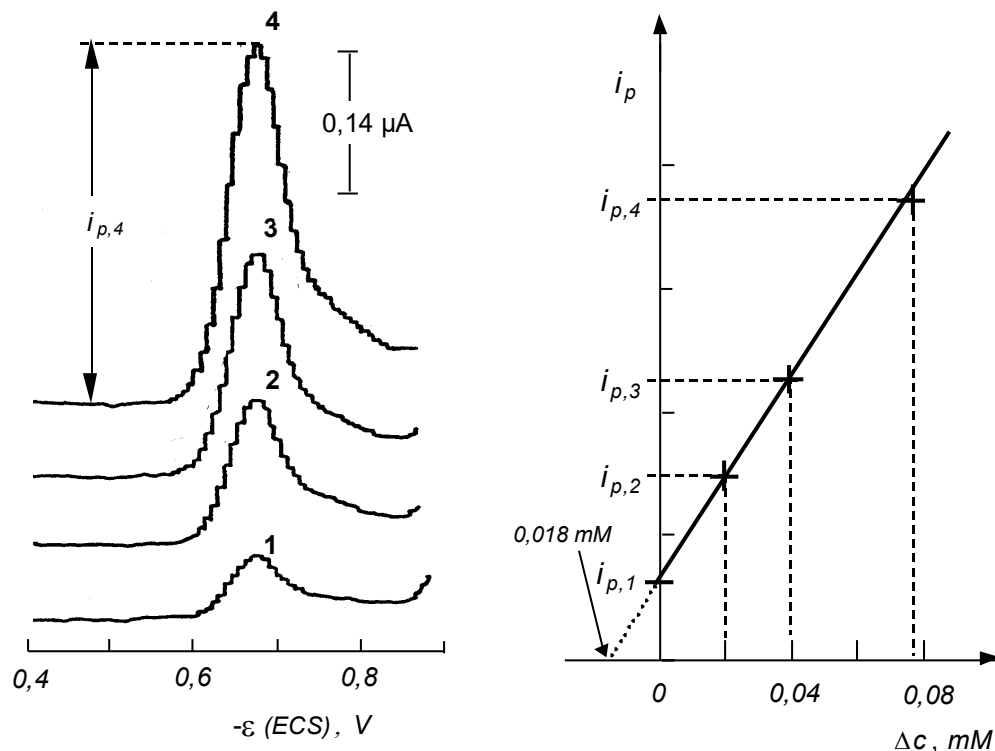 4
0,14 µA
i p,4
3
2
1
0,4
0,6
0,8
-ε (ECS) , V
i p
i p,4
i p,3
i p,2
0,018 mM
i p,1
0
0,04
0,08
Δc , mM